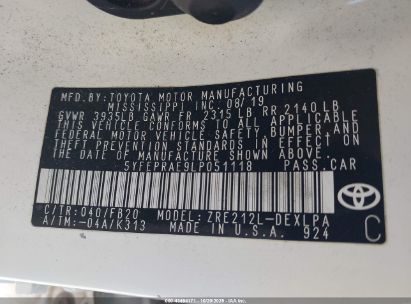 MFD.BY:TOYOTA MOTOR MANUFACTURING
MISSISSIPPI, INC. 08/19
GVWR 3935LB GAWR FR 2315 LB RR 2140 LB
THIS VEHICLE CONFORMS TO ALL APPLICABLE
FEDERAL MOTOR VEHICLE SAFETY, BUMPER, AND
THEFT PREVENTION STANDARDS IN EFFECT ON
THE DATE OF MANUFACTURE SHOWN ABOVE.
5YFEPRAE9LP051118 PASS.CAR
C/TR:040/FB20 MODEL:ZRE212L-DEXLPA
A/TM:-04A/K313 MADE IN U.S.A. 924
TOYOTA
C